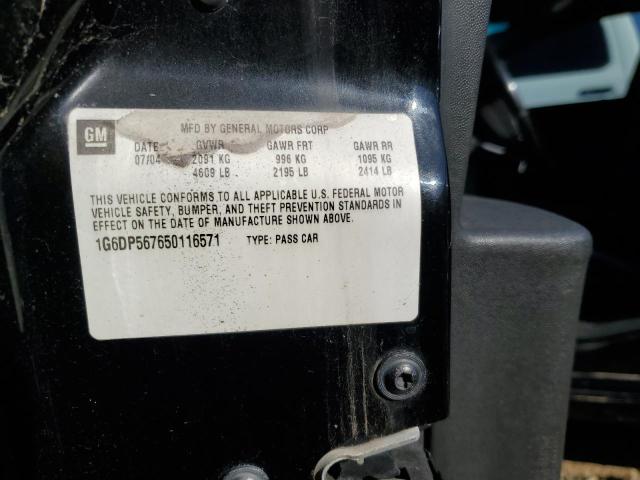 GM
MFD BY GENERAL MOTORS CORP
DATE GVWR GAWR FRT GAWR RR
07/04 2091 KG 996 KG 1095 KG
4609 LB 2195 LB 2414 LB
THIS VEHICLE CONFORMS TO ALL APPLICABLE U.S. FEDERAL MOTOR
VEHICLE SAFETY, BUMPER, AND THEFT PREVENTION STANDARDS IN
EFFECT ON THE DATE OF MANUFACTURE SHOWN ABOVE.
1G6DP567650116571 TYPE: PASS CAR